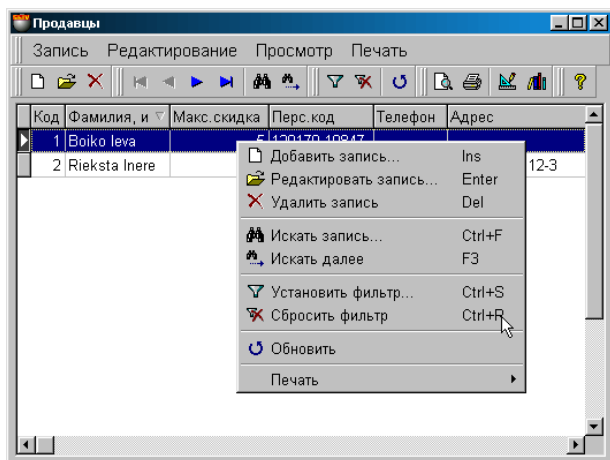 Продавцы
Запись Редактирование Просмотр Печать
Код Фамилия, и Макс.скидка Перс.код Телефон Адрес
1 Boiko Ieva 5 120179-10847
2 Rieksta Inere 12-3
Добавить запись... Ins
Редактировать запись... Enter
Удалить запись Del
Искать запись... Ctrl+F
Искать далее F3
Установить фильтр... Ctrl+S
Сбросить фильтр Ctrl+R
Обновить
Печать